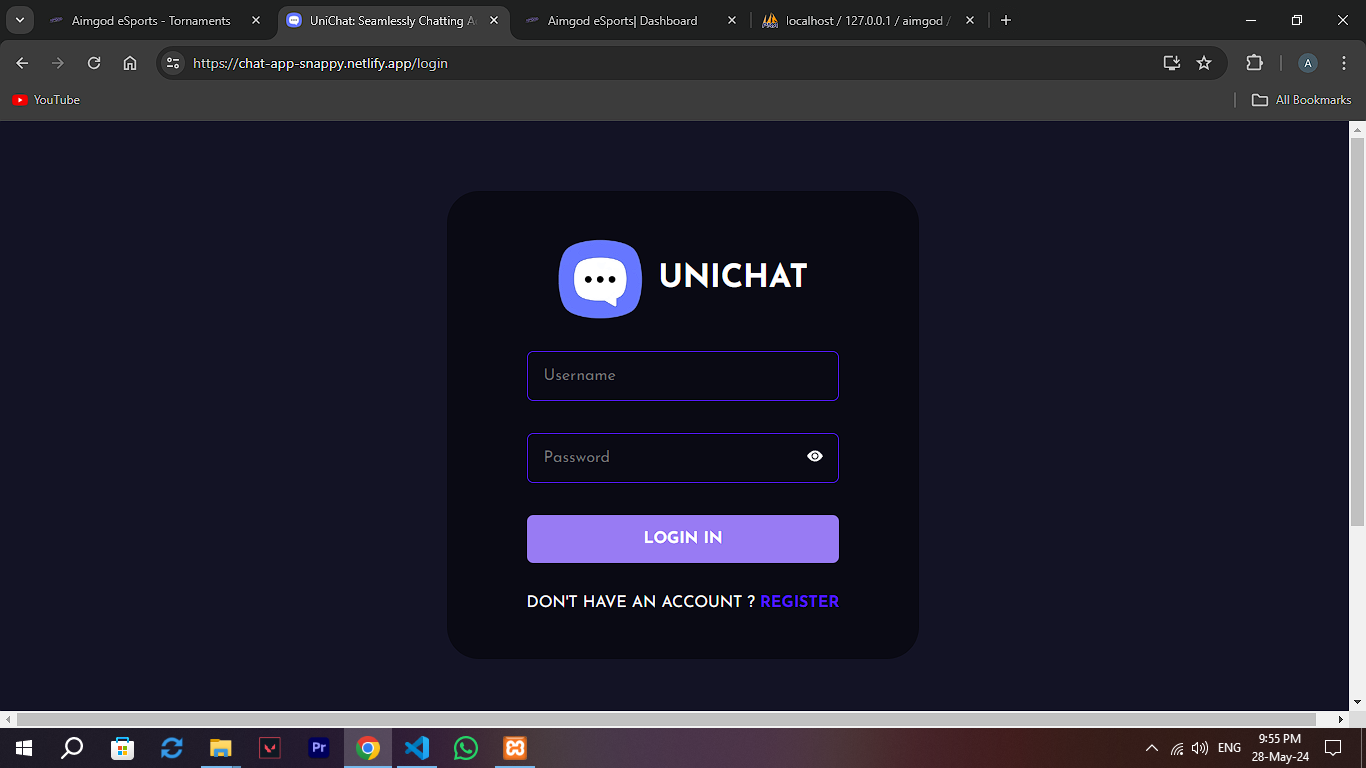 Aimgod eSports - Tornaments
UniChat: Seamlessly Chatting A
Aimgod eSports| Dashboard
localhost / 127.0.0.1 / aimgod /
https://chat-app-snappy.netlify.app/login
A
YouTube
All Bookmarks
UNICHAT
Username
Password
LOGIN IN
DON'T HAVE AN ACCOUNT ? REGISTER
Pr
ENG
9:55 PM
28-May-24